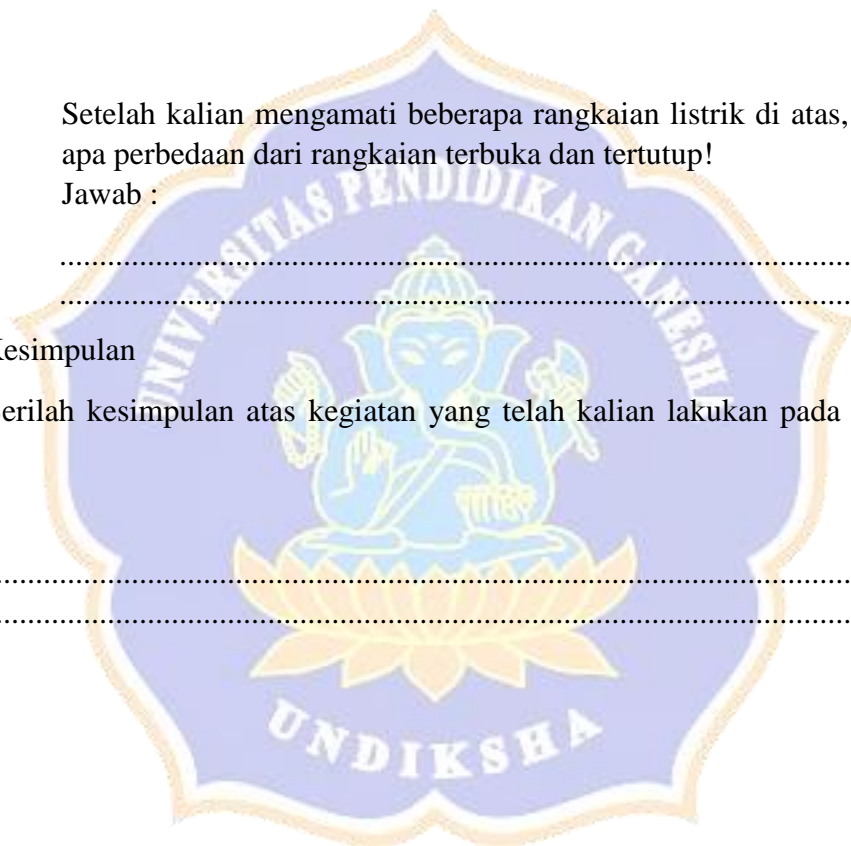 Setelah kalian mengamati beberapa rangkaian listrik di atas,
apa perbedaan dari rangkaian terbuka dan tertutup!
Jawab :
................................................................................................
................................................................................................
UNIVERSITAS PENDIDIKAN GANESHA
Kesimpulan
erilah kesimpulan atas kegiatan yang telah kalian lakukan pada
................................................................................................
................................................................................................
UNDIKSHA